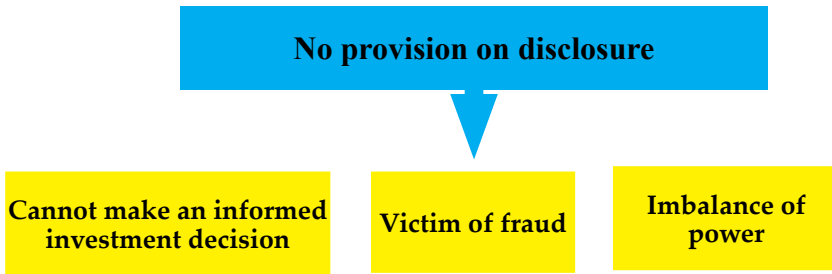 No provision on disclosure
Cannot make an informed
investment decision
Victim of fraud
Imbalance of
power